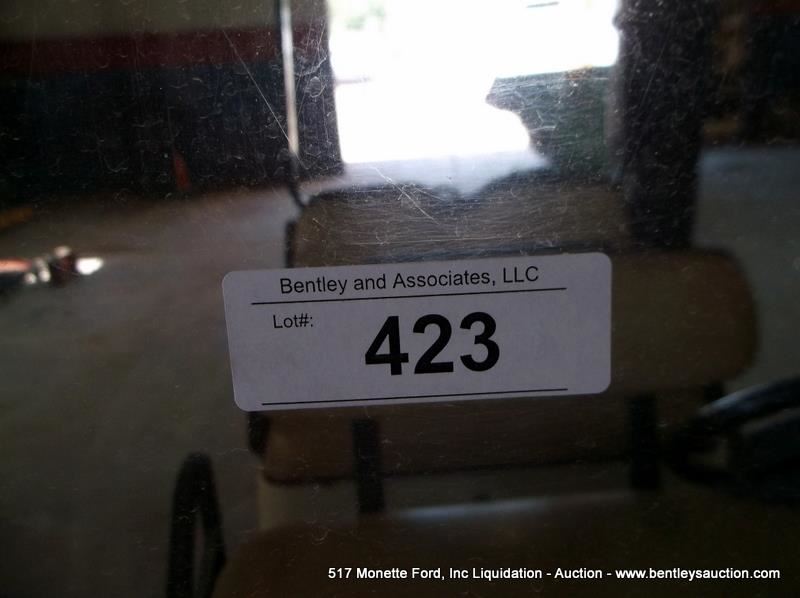 Bentley and Associates, LLC
Lot#:
423
517 Monette Ford, Inc Liquidation - Auction - www.bentleysauction.com